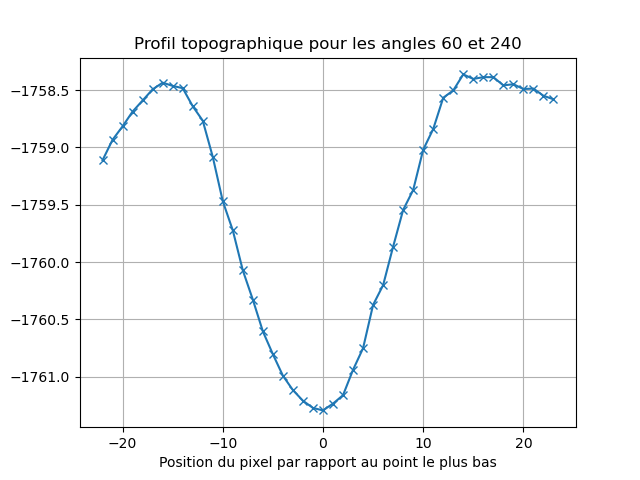 Profil topographique pour les angles 60 et 240
−1758.5
−1759.0
−1759.5
−1760.0
−1760.5
−1761.0
−20 −10 0 10 20
Position du pixel par rapport au point le plus bas